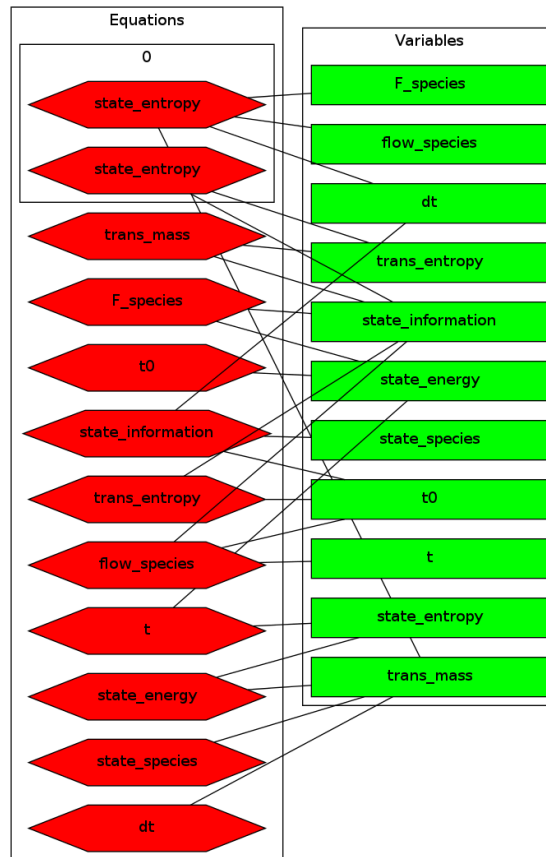 Equations
0
state_entropy
state_entropy
trans_mass
F_species
t0
state_information
trans_entropy
flow_species
t
state_energy
state_species
dt
Variables
F_species
flow_species
dt
trans_entropy
state_information
state_energy
state_species
t0
t
state_entropy
trans_mass